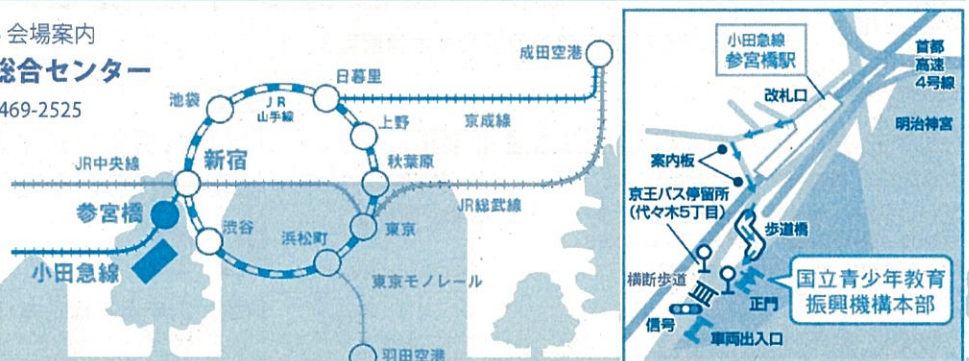 会場案内
総合センター
469-2525
成田空港
日暮里
池袋
JR
山手線
京成線
上野
JR中央線
新宿
秋葉原
参宮橋
JR総武線
渋谷
浜松町
東京
小田急線
東京モノレール
羽田空港
小田急線
参宮橋駅
首都
高速
4号線
改札口
明治神宮
案内板
京王バス停留所
(代々木5丁目)
歩道橋
横断歩道
国立青少年教育
振興機構本部
正門
信号
車両出入口